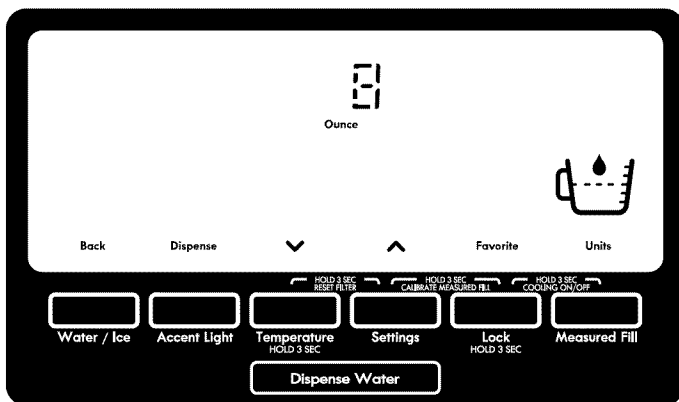 8
Ounce
Back Dispense Favorite Units
HOLD 3 SEC HOLD 3 SEC HOLD 3 SEC
RESET FILTER CALIBRATE MEASURED FILL COOLING ON/OFF
Water / Ice Accent Light Temperature Settings Lock Measured Fill
HOLD 3 SEC HOLD 3 SEC
Dispense Water